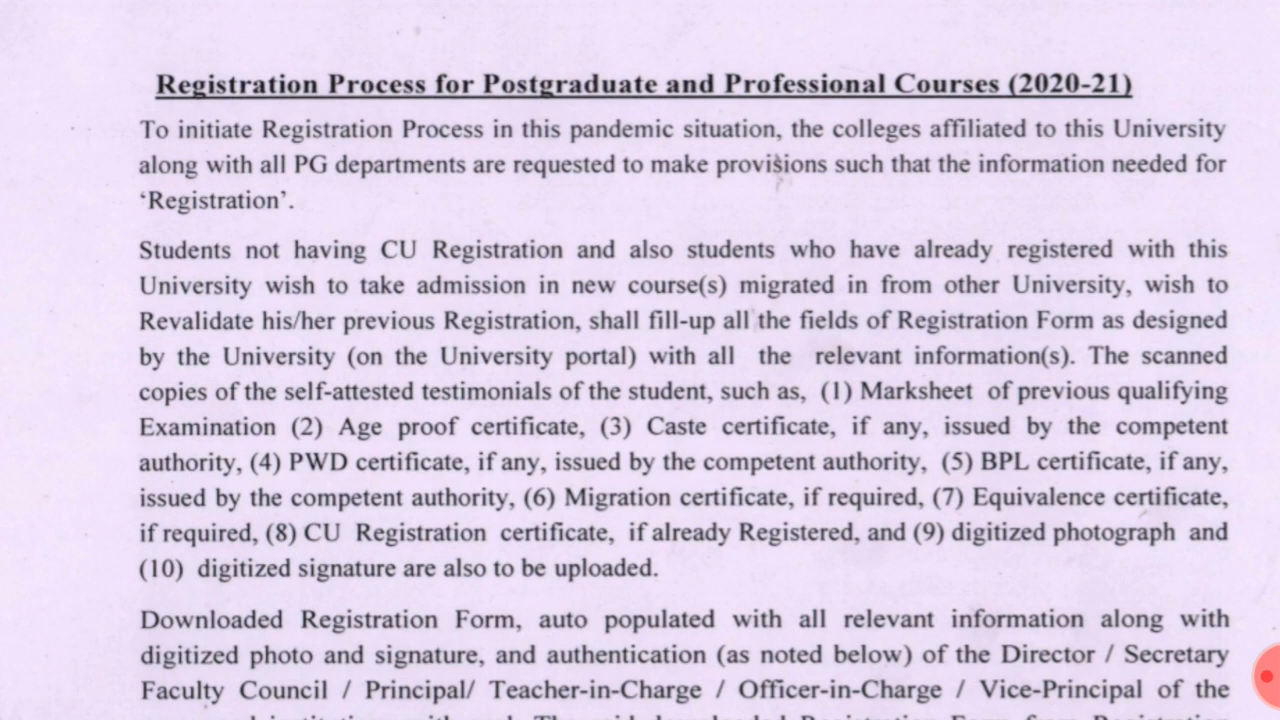 Registration Process for Postgraduate and Professional Courses (2020-21)
To initiate Registration Process in this pandemic situation, the colleges affiliated to this University
along with all PG departments are requested to make provisions such that the information needed for
‘Registration’.
Students not having CU Registration and also students who have already registered with this
University wish to take admission in new course(s) migrated in from other University, wish to
Revalidate his/her previous Registration, shall fill-up all the fields of Registration Form as designed
by the University (on the University portal) with all the relevant information(s). The scanned
copies of the self-attested testimonials of the student, such as, (1) Marksheet of previous qualifying
Examination (2) Age proof certificate, (3) Caste certificate, if any, issued by the competent
authority, (4) PWD certificate, if any, issued by the competent authority, (5) BPL certificate, if any,
issued by the competent authority, (6) Migration certificate, if required, (7) Equivalence certificate,
if required, (8) CU Registration certificate, if already Registered, and (9) digitized photograph and
(10) digitized signature are also to be uploaded.
Downloaded Registration Form, auto populated with all relevant information along with
digitized photo and signature, and authentication (as noted below) of the Director / Secretary
Faculty Council / Principal/ Teacher-in-Charge / Officer-in-Charge / Vice-Principal of the